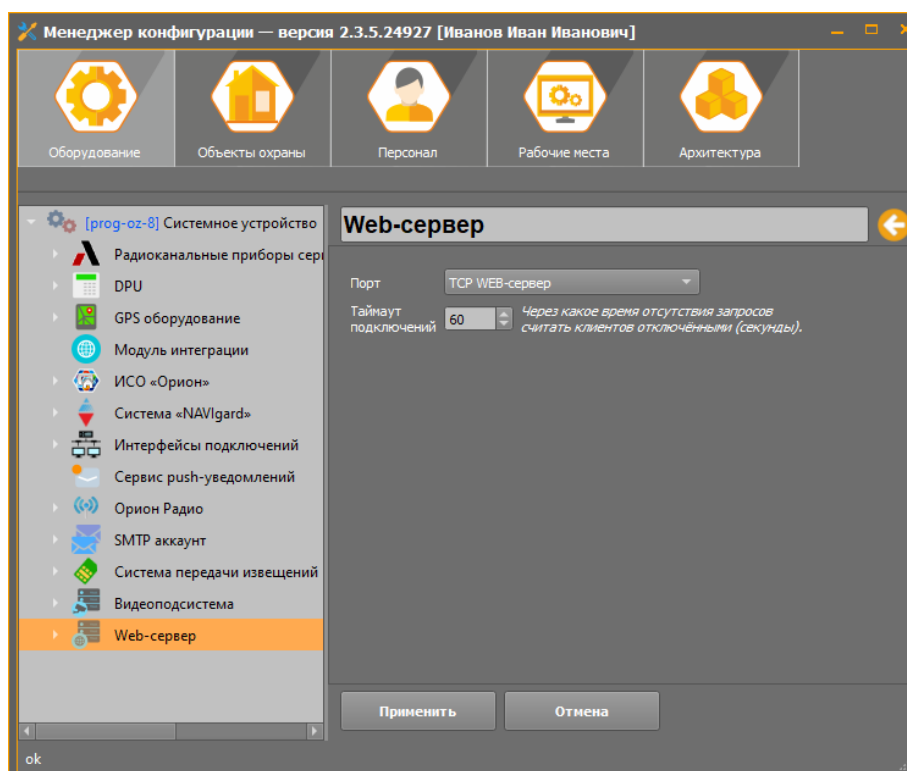 Менеджер конфигурации — версия 2.3.5.24927 [Иванов Иван Иванович]
Оборудование
Объекты охраны
Персонал
Рабочие места
Архитектура
[prog-oz-8] Системное устройство
Радиоканальные приборы сери
DPU
GPS оборудование
Модуль интеграции
ИСО «Орион»
Система «NAVIgard»
Интерфейсы подключений
Сервис push-уведомлений
Орион Радио
SMTP аккаунт
Система передачи извещений
Видеоподсистема
Web-сервер
Web-сервер
Порт
TCP WEB-сервер
Таймаут
подключений
60
Через какое время отсутствия запросов
считать клиентов отключёнными (секунды).
Применить
Отмена
ok